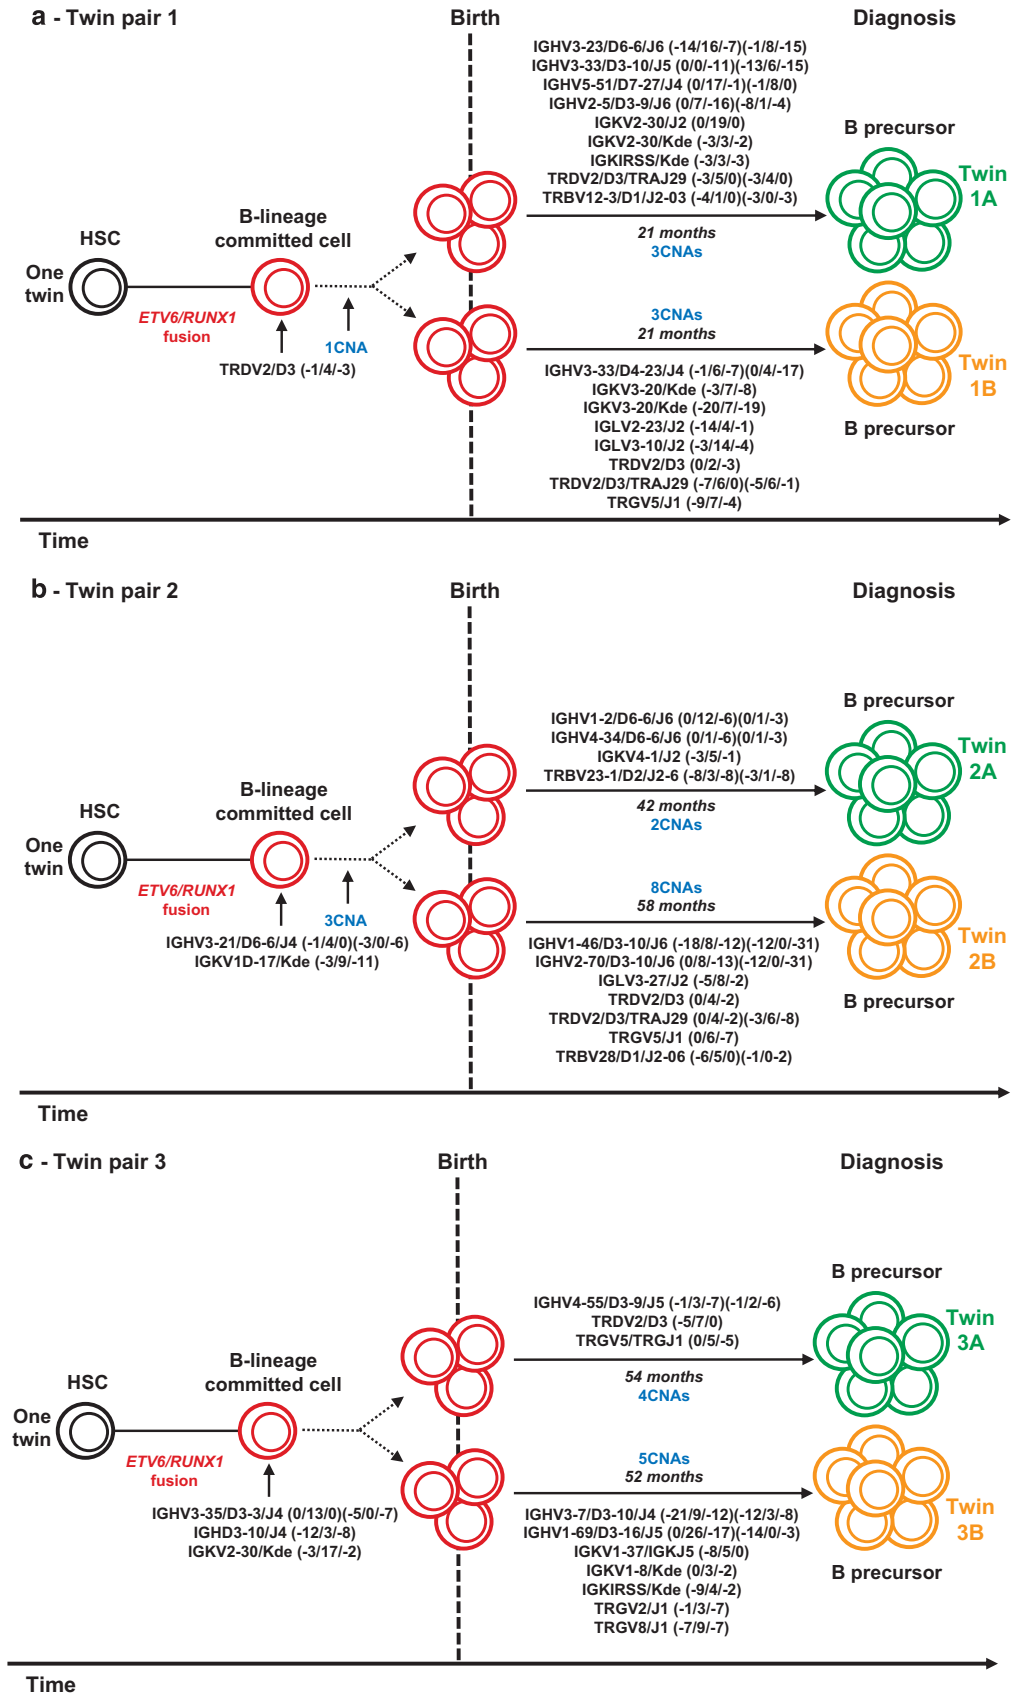 a - Twin pair 1
Birth
Diagnosis
IGHV3-23/D6-6/J6 (-14/16/-7)(-1/8/-15)
IGHV3-33/D3-10/J5 (0/0/-11)(-13/6/-15)
IGHV5-51/D7-27/J4 (0/17/-1)(-1/8/0)
IGHV2-5/D3-9/J6 (0/7/-16)(-8/1/-4)
IGKV2-30/J2 (0/19/0)
IGKV2-30/Kde (-3/3/-2)
IGKIRSS/Kde (-3/3/-3)
TRDV2/D3/TRAJ29 (-3/5/0)(-3/4/0)
TRBV12-3/D1/J2-03 (-4/1/0)(-3/0/-3)
21 months
3CNAs
B precursor
Twin
1A
HSC
One
twin
ETV6/RUNX1
fusion
B-lineage
committed cell
TRDV2/D3 (-1/4/-3)
1CNA
3CNAs
21 months
IGHV3-33/D4-23/J4 (-1/6/-7)(0/4/-17)
IGKV3-20/Kde (-3/7/-8)
IGKV3-20/Kde (-20/7/-19)
IGLV2-23/J2 (-14/4/-1)
IGLV3-10/J2 (-3/14/-4)
TRDV2/D3 (0/2/-3)
TRDV2/D3/TRAJ29 (-7/6/0)(-5/6/-1)
TRGV5/J1 (-9/7/-4)
Twin
1B
B precursor
Time
b - Twin pair 2
Birth
Diagnosis
IGHV1-2/D6-6/J6 (0/12/-6)(0/1/-3)
IGHV4-34/D6-6/J6 (0/1/-6)(0/1/-3)
IGKV4-1/J2 (-3/5/-1)
TRBV23-1/D2/J2-6 (-8/3/-8)(-3/1/-8)
42 months
2CNAs
B precursor
Twin
2A
HSC
One
twin
ETV6/RUNX1
fusion
B-lineage
committed cell
3CNA
IGHV3-21/D6-6/J4 (-1/4/0)(-3/0/-6)
IGKV1D-17/Kde (-3/9/-11)
8CNAs
58 months
IGHV1-46/D3-10/J6 (-18/8/-12)(-12/0/-31)
IGHV2-70/D3-10/J6 (0/8/-13)(-12/0/-31)
IGLV3-27/J2 (-5/8/-2)
TRDV2/D3 (0/4/-2)
TRDV2/D3/TRAJ29 (0/4/-2)(-3/6/-8)
TRGV5/J1 (0/6/-7)
TRBV28/D1/J2-06 (-6/5/0)(-1/0-2)
Twin
2B
B precursor
Time
c - Twin pair 3
Birth
Diagnosis
IGHV4-55/D3-9/J5 (-1/3/-7)(-1/2/-6)
TRDV2/D3 (-5/7/0)
TRGV5/TRGJ1 (0/5/-5)
54 months
4CNAs
B precursor
Twin
3A
HSC
One
twin
ETV6/RUNX1
fusion
B-lineage
committed cell
IGHV3-35/D3-3/J4 (0/13/0)(-5/0/-7)
IGHD3-10/J4 (-12/3/-8)
IGKV2-30/Kde (-3/17/-2)
5CNAs
52 months
IGHV3-7/D3-10/J4 (-21/9/-12)(-12/3/-8)
IGHV1-69/D3-16/J5 (0/26/-17)(-14/0/-3)
IGKV1-37/IGKJ5 (-8/5/0)
IGKV1-8/Kde (0/3/-2)
IGKIRSS/Kde (-9/4/-2)
TRGV2/J1 (-1/3/-7)
TRGV8/J1 (-7/9/-7)
Twin
3B
B precursor
Time